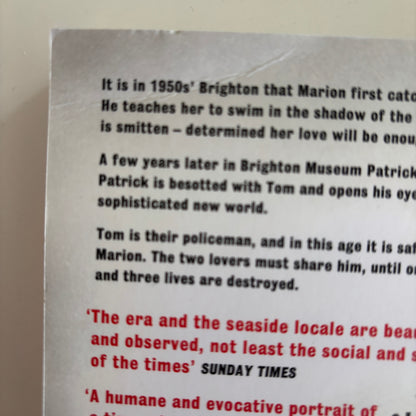 It is in 1950s' Brighton that Marion first catc
He teaches her to swim in the shadow of the
is smitten – determined her love will be enou
A few years later in Brighton Museum Patrick
Patrick is besotted with Tom and opens his eye
sophisticated new world.
Tom is their policeman, and in this age it is saf
Marion. The two lovers must share him, until o
and three lives are destroyed.
'The era and the seaside locale are beau
and observed, not least the social and s
of the times' SUNDAY TIMES
'A humane and evocative portrait of